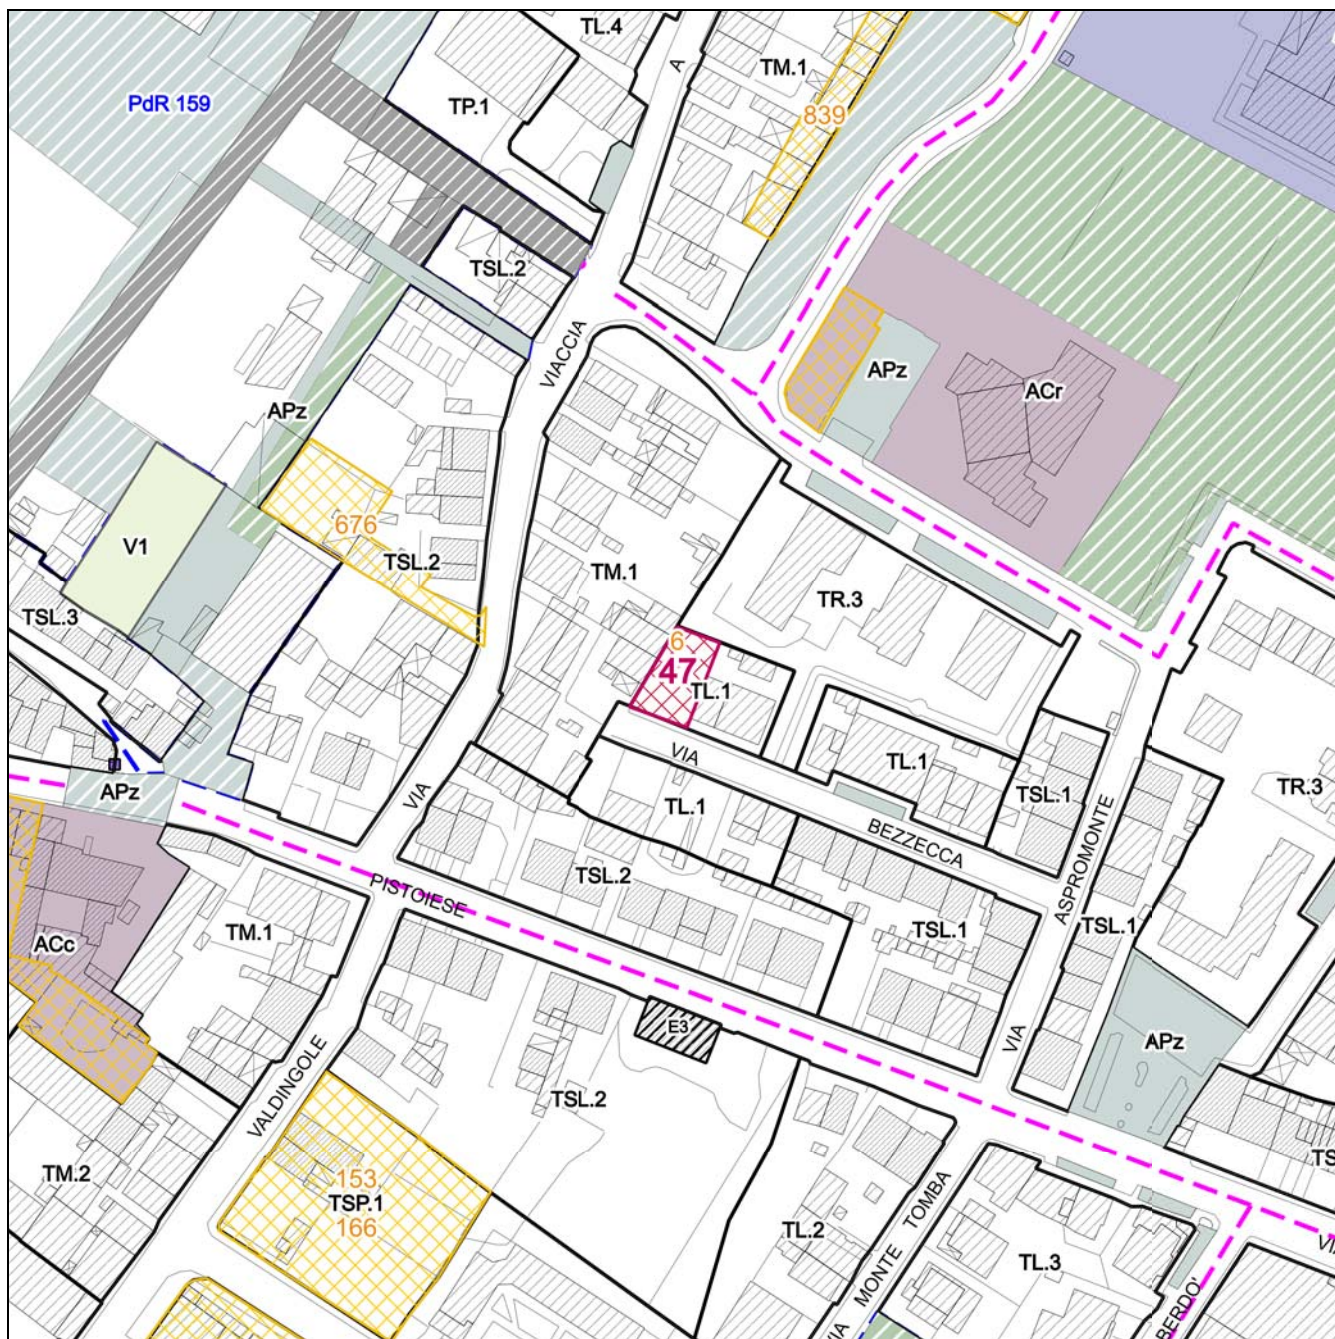 TL.4
A
TM.1
PdR 159
TP.1
839
TSL.2
VIACCIA
APz
ACr
APz
676
V1
TSL.2
TM.1
TR.3
TSL.3
6
47
TL.1
VIA
TL.1
TSL.1
TR.3
APz
VIA
TL.1
BEZZECCA
ASPROMONTE
PISTOIESE
TSL.2
TM.1
TSL.1
TSL.1
ACc
E3
VIA
APz
VALDINGOLE
TSL.2
TM.2
153
TSP.1
166
TS
TL.2
MONTE TOMBA
TL.3
VIA
BERDO'